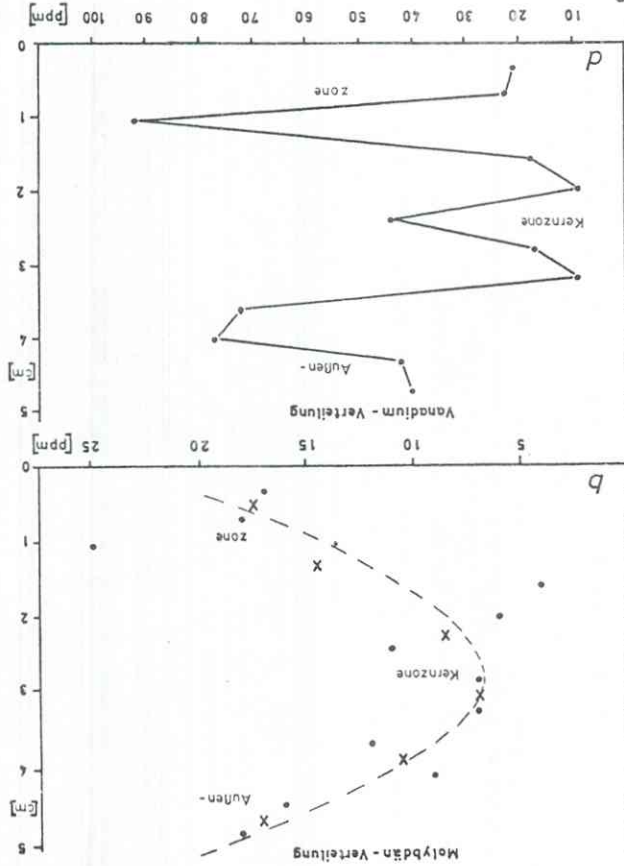 Molybdän - Verteilung
5
[cm]
Außen-
4
3
Kernzone
2
1
zone
b
0
5 10 15 20 25 [ppm]
Vanadium - Verteilung
5
[cm]
Außen-
4
3
Kernzone
2
1
zone
d
0
10 20 30 40 50 60 70 80 90 100 [ppm]